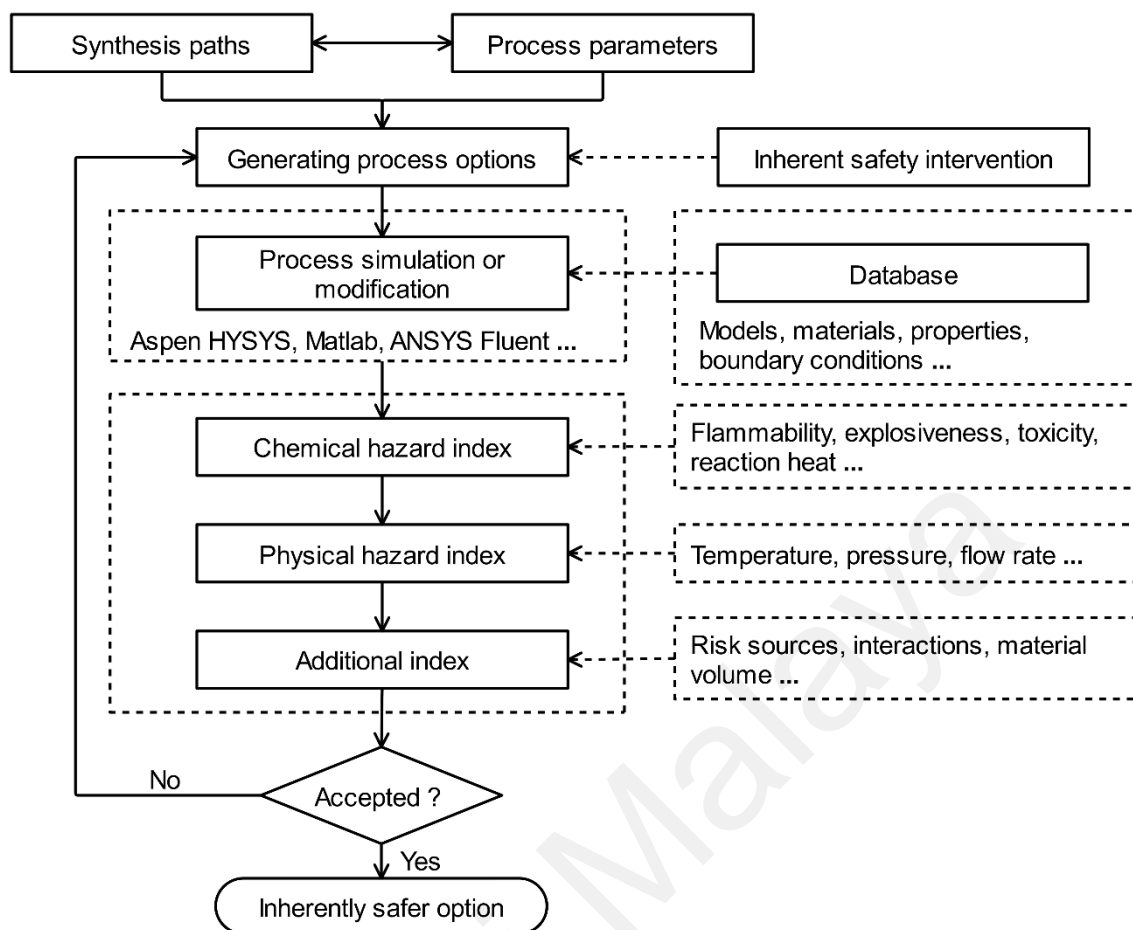 Synthesis paths
Process parameters
Generating process options
Inherent safety intervention
Process simulation or
modification
Database
Aspen HYSYS, Matlab, ANSYS Fluent ...
Models, materials, properties,
boundary conditions ...
Chemical hazard index
Flammability, explosiveness, toxicity,
reaction heat ...
Physical hazard index
Temperature, pressure, flow rate ...
Additional index
Risk sources, interactions, material
volume ...
No
Accepted ?
Yes
Inherently safer option
Malaya